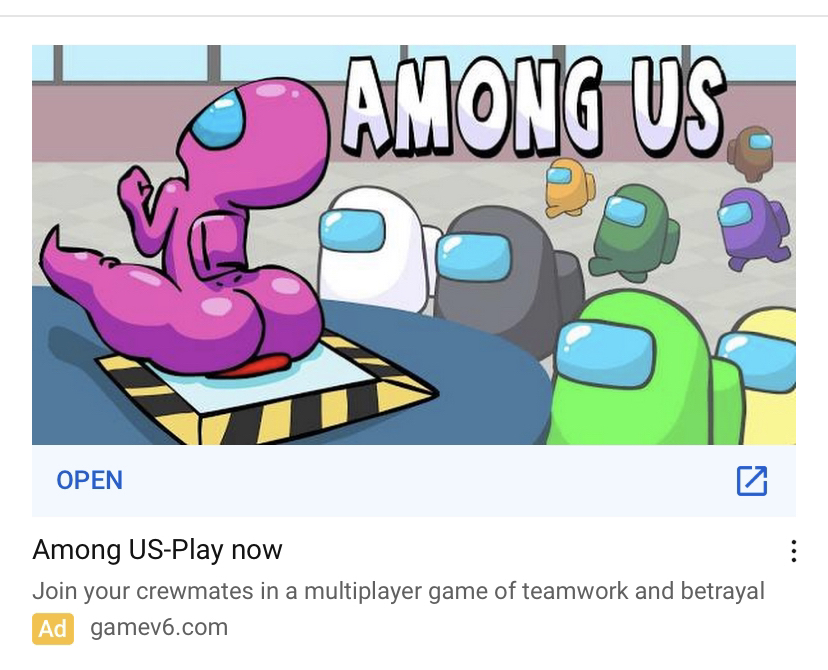 AMONG US
OPEN
Among US-Play now
Join your crewmates in a multiplayer game of teamwork and betrayal
Ad gamev6.com